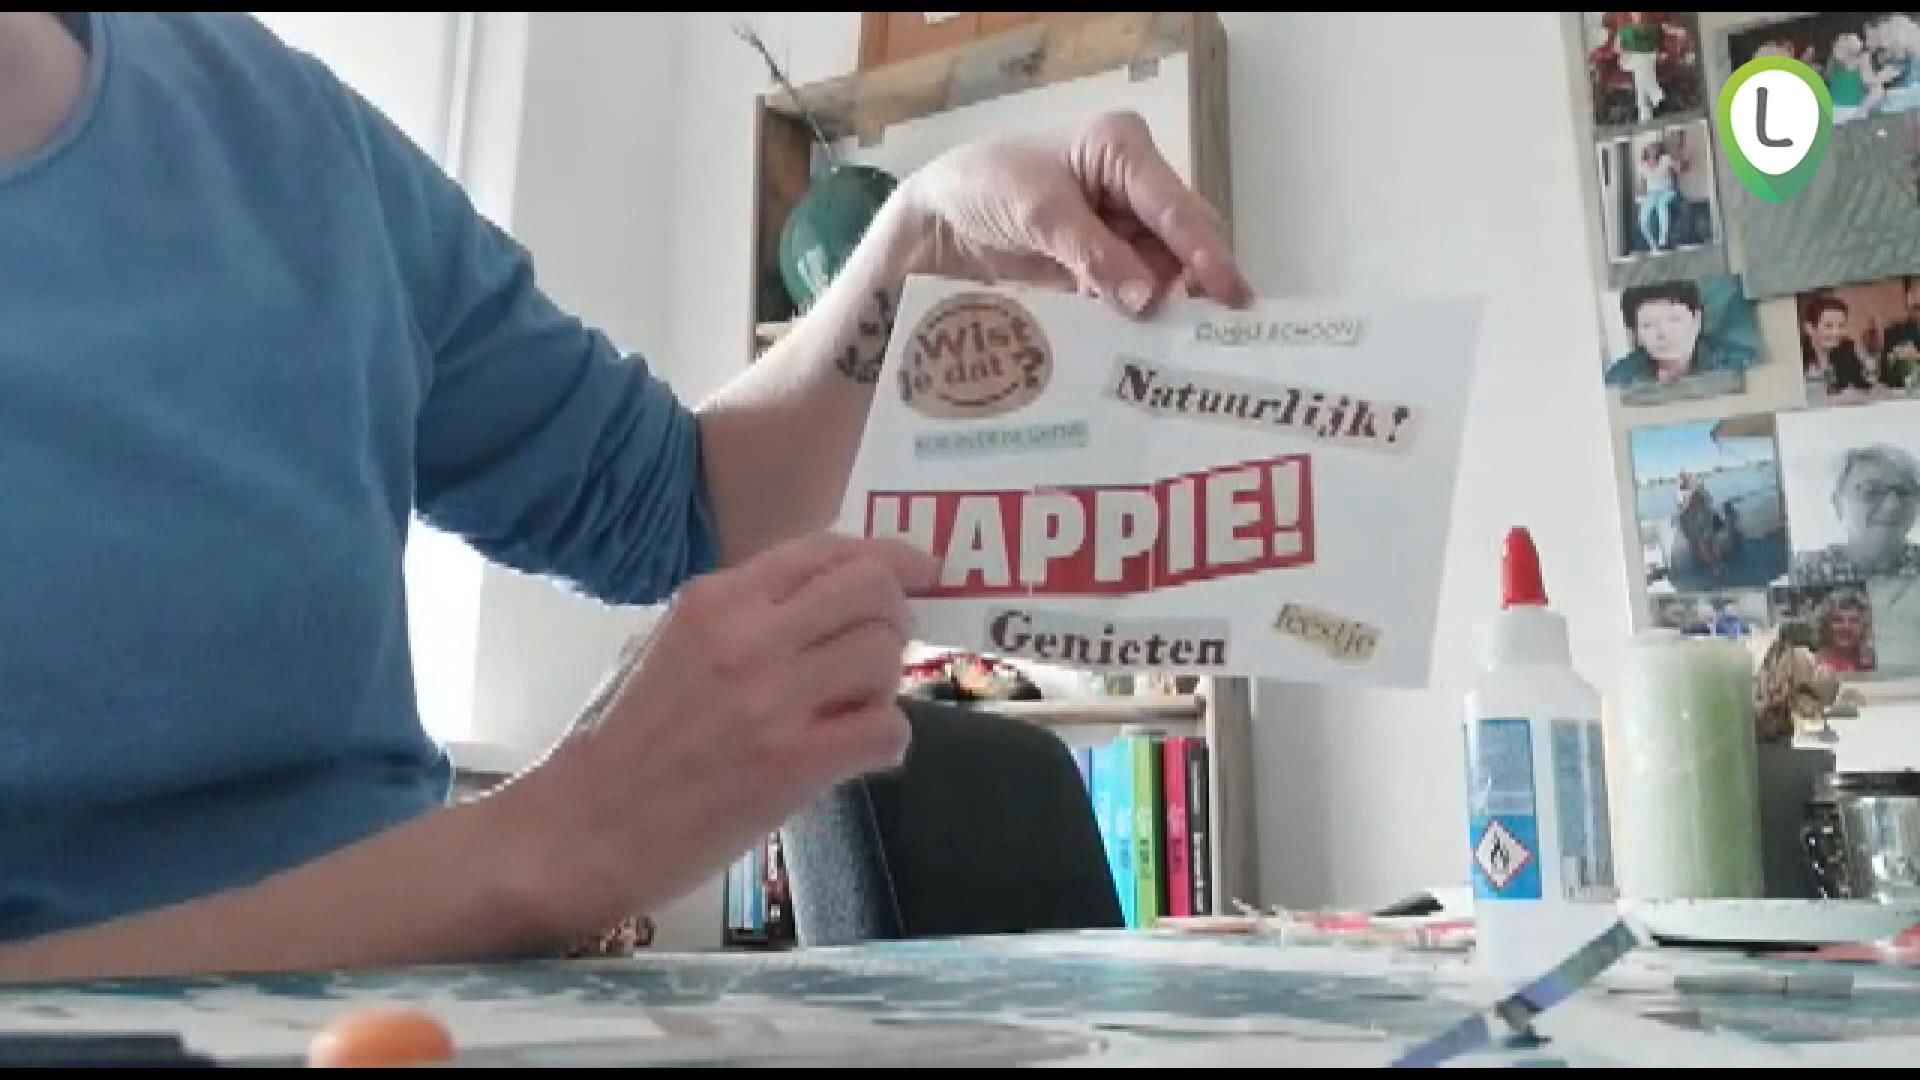 L
Wist
je dat?
Natuurlijk!
HAPPIE!
Genieten
feestje